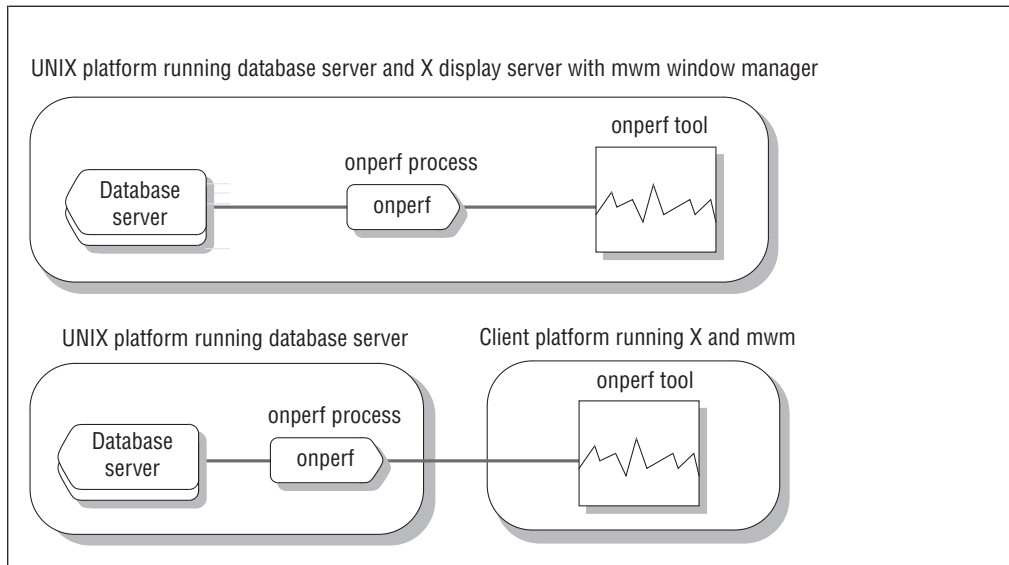 UNIX platform running database server and X display server with mwm window manager
onperf tool
onperf process
Database
server
onperf
UNIX platform running database server
Client platform running X and mwm
onperf tool
onperf process
Database
server
onperf